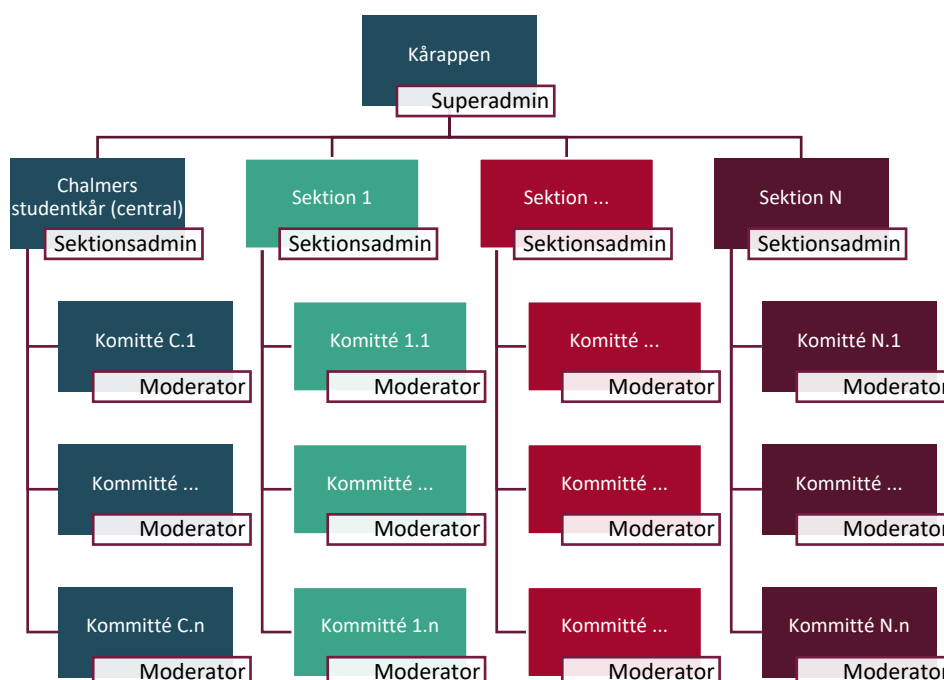 Kårappen
Superadmin
Chalmers
studentkår (central)
Sektionsadmin
Sektion 1
Sektionsadmin
Sektion ...
Sektionsadmin
Sektion N
Sektionsadmin
Komitté C.1
Moderator
Komitté 1.1
Moderator
Komitté ...
Moderator
Komitté N.1
Moderator
Kommitté ...
Moderator
Kommitté ...
Moderator
Kommitté ...
Moderator
Kommitté ...
Moderator
Kommitté C.n
Moderator
Kommitté 1.n
Moderator
Kommitté ...
Moderator
Kommitté N.n
Moderator